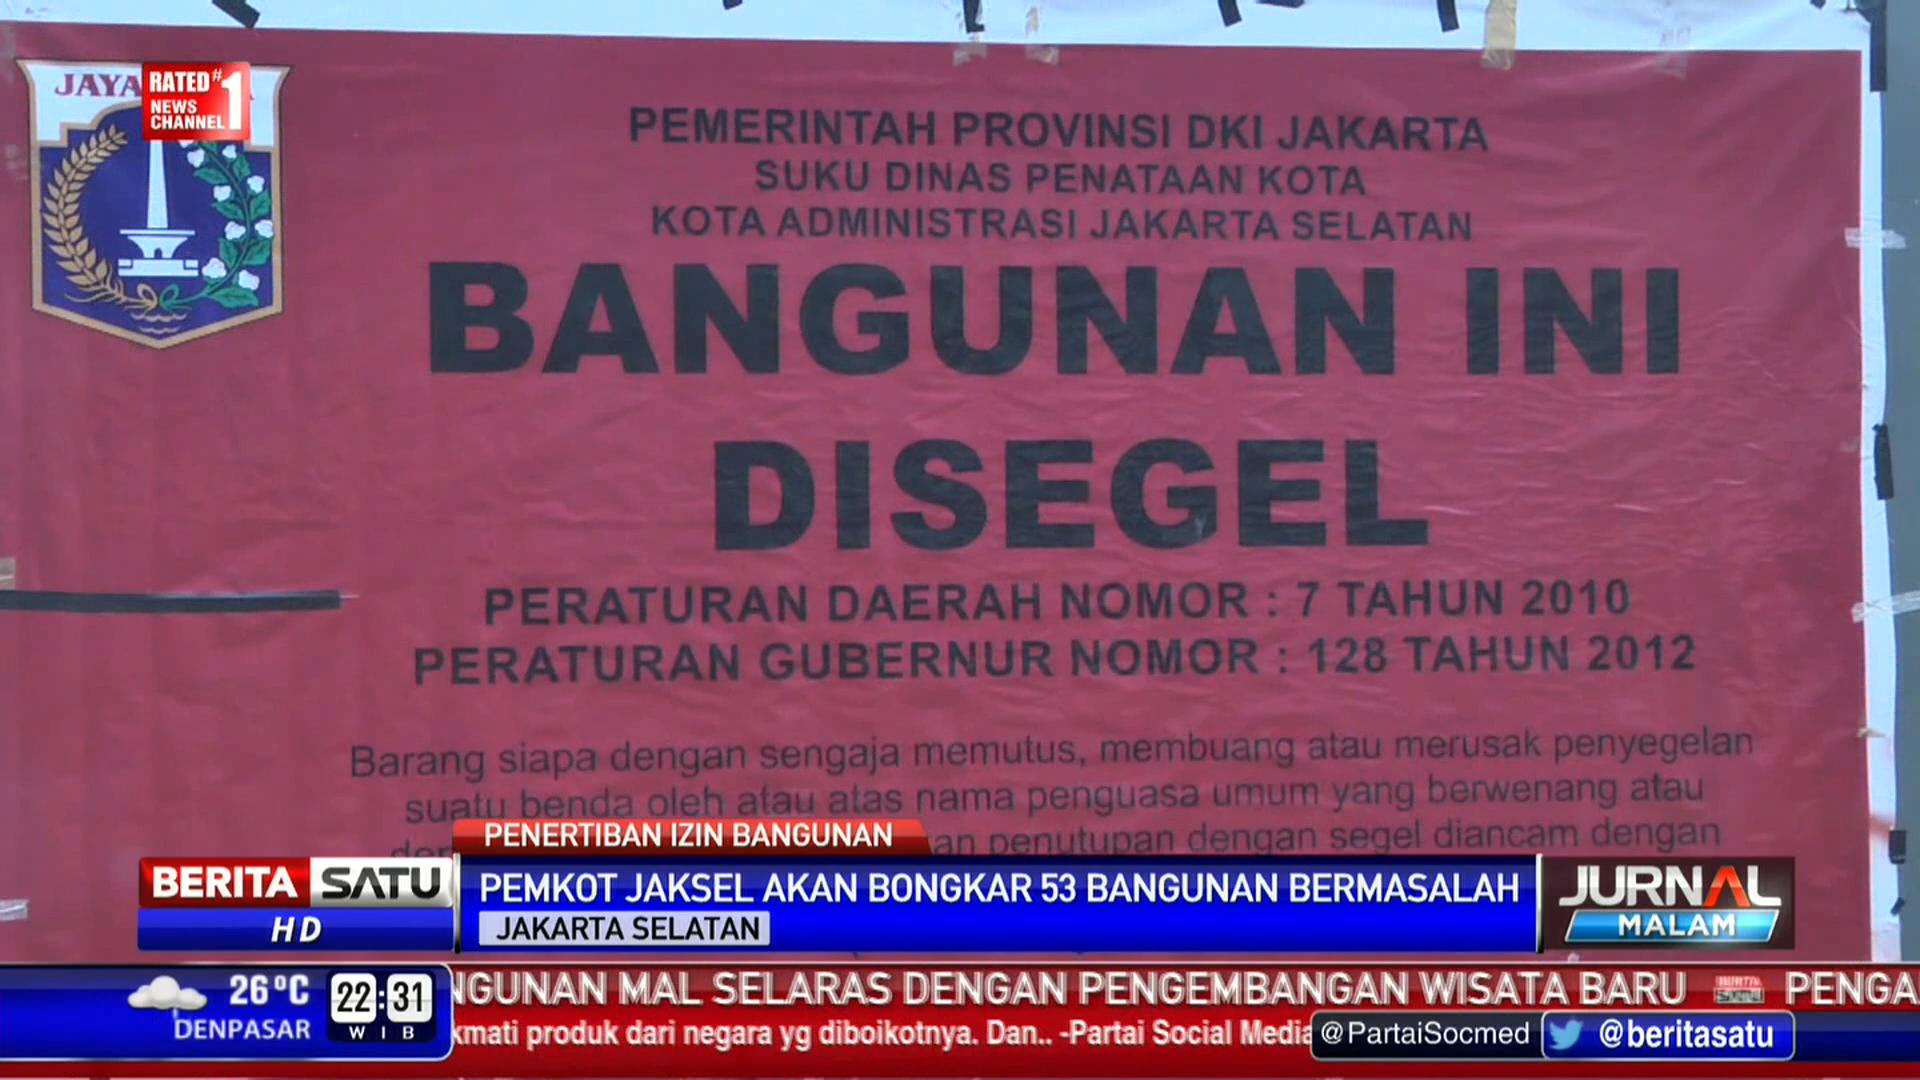 JAYA
RATED #1
NEWS
CHANNEL
PEMERINTAH PROVINSI DKI JAKARTA
SUKU DINAS PENATAAN KOTA
KOTA ADMINISTRASI JAKARTA SELATAN
BANGUNAN INI
DISEGEL
PERATURAN DAERAH NOMOR : 7 TAHUN 2010
PERATURAN GUBERNUR NOMOR : 128 TAHUN 2012
Barang siapa dengan sengaja memutus, membuang atau merusak penyegelan
suatu benda oleh atau atas nama penguasa umum yang berwenang atau
penutupan dengan segel diancam dengan
PENERTIBAN IZIN BANGUNAN
BERITA SATU
HD
PEMKOT JAKSEL AKAN BONGKAR 53 BANGUNAN BERMASALAH
JAKARTA SELATAN
JURNAL
MALAM
26°C
DENPASAR
22:31
WIB
NGUNAN MAL SELARAS DENGAN PENGEMBANGAN WISATA BARU BERITA SATU PENGA
kmati produk dari negara yg diboikotnya. Dan.. -Partai Social Media
@PartaiSocmed
@beritasatu